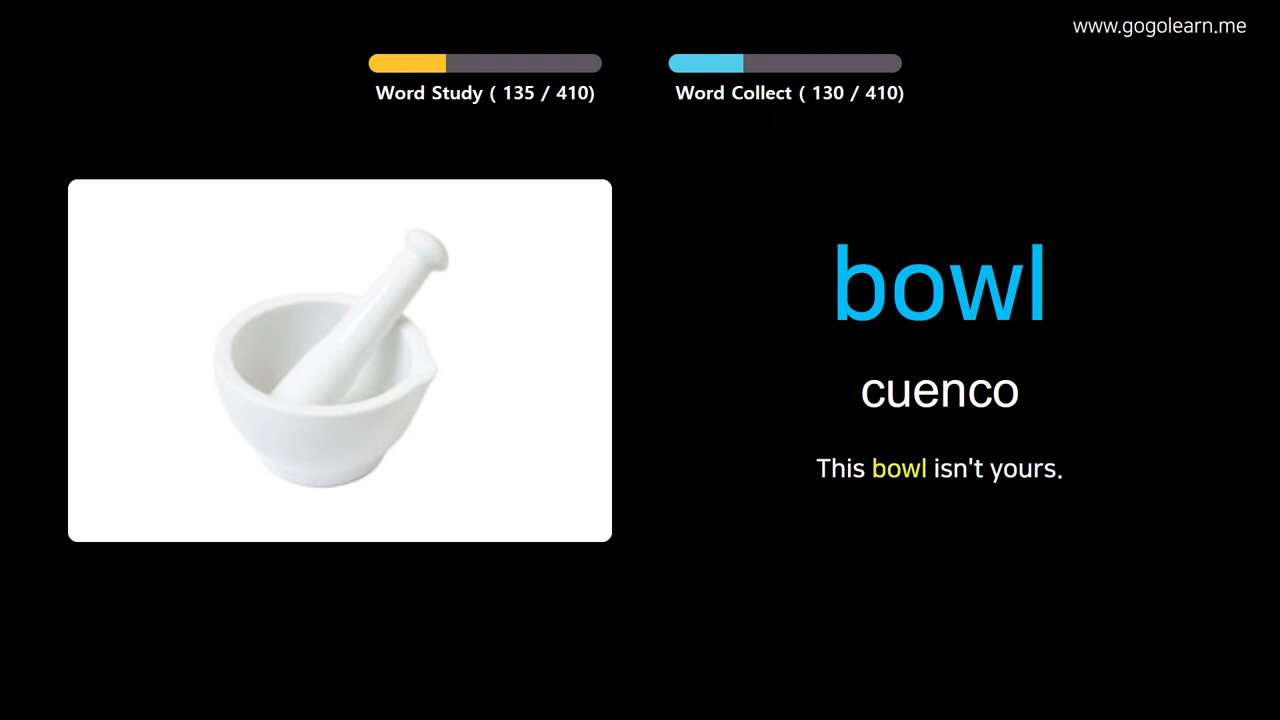 www.gogolearn.me
Word Study ( 135 / 410)
Word Collect ( 130 / 410)
bowl
cuenco
This bowl isn't yours.